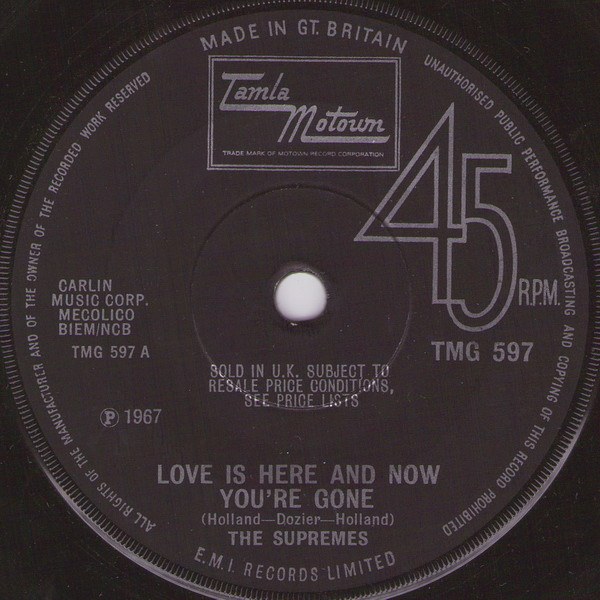 MADE IN GT. BRITAIN
Tamla
Motown
TRADE MARK OF MOTOWN RECORD CORPORATION
45
R.P.M.
TMG 597
CARLIN
MUSIC CORP.
MECOLICO
BIEM/NCB
TMG 597 A
SOLD IN U.K. SUBJECT TO
RESALE PRICE CONDITIONS,
SEE PRICE LISTS
Ⓟ 1967
LOVE IS HERE AND NOW
YOU'RE GONE
(Holland—Dozier—Holland)
THE SUPREMES
E.M.I. RECORDS LIMITED
ALL RIGHTS OF THE MANUFACTURER AND OF THE OWNER OF THE RECORDED WORK RESERVED
UNAUTHORISED PUBLIC PERFORMANCE BROADCASTING AND COPYING OF THIS RECORD PROHIBITED